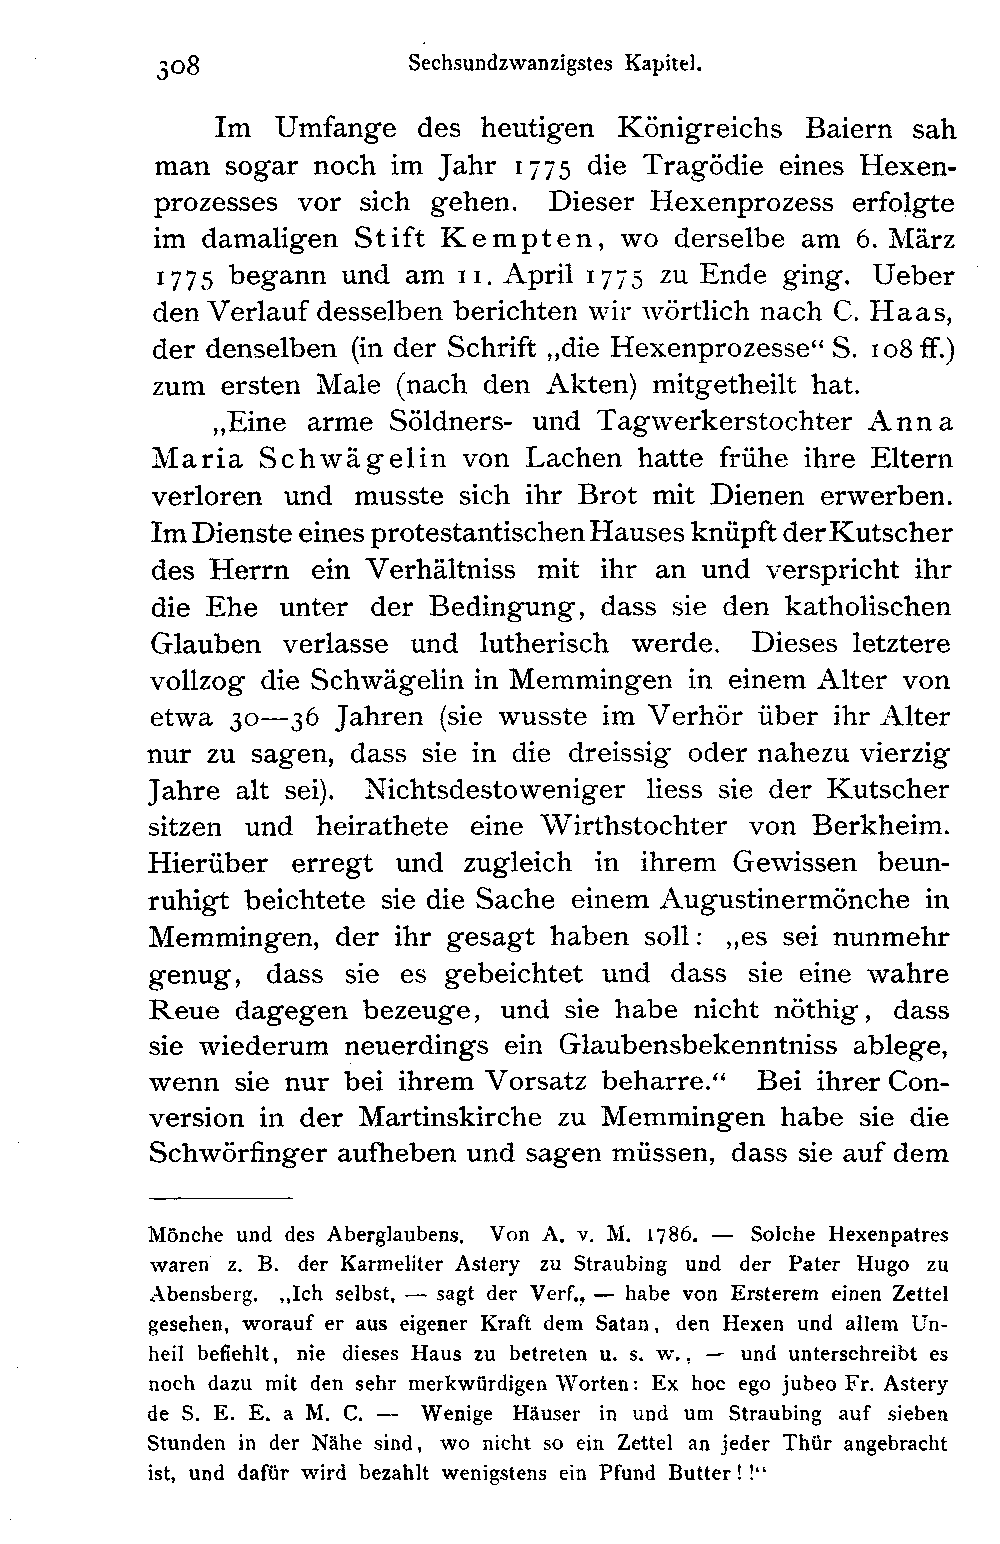 308 Sechsundzwanzigstes Kapitel.
Im Umfange des heutigen Königreichs Baiern sah
man sogar noch im Jahr 1775 die Tragödie eines Hexen-
prozesses vor sich gehen. Dieser Hexenprozess erfolgte
im damaligen Stift Kempten, wo derselbe am 6. März
1775 begann und am 11. April 1775 zu Ende ging. Ueber
den Verlauf desselben berichten wir wörtlich nach C. Haas,
der denselben (in der Schrift „die Hexenprozesse“ S. 108 ff.)
zum ersten Male (nach den Akten) mitgetheilt hat.
„Eine arme Söldners- und Tagwerkerstochter Anna
Maria Schwägelin von Lachen hatte frühe ihre Eltern
verloren und musste sich ihr Brot mit Dienen erwerben.
Im Dienste eines protestantischen Hauses knüpft der Kutscher
des Herrn ein Verhältniss mit ihr an und verspricht ihr
die Ehe unter der Bedingung, dass sie den katholischen
Glauben verlasse und lutherisch werde. Dieses letztere
vollzog die Schwägelin in Memmingen in einem Alter von
etwa 30—36 Jahren (sie wusste im Verhör über ihr Alter
nur zu sagen, dass sie in die dreissig oder nahezu vierzig
Jahre alt sei). Nichtsdestoweniger liess sie der Kutscher
sitzen und heirathete eine Wirthstochter von Berkheim.
Hierüber erregt und zugleich in ihrem Gewissen beun-
ruhigt beichtete sie die Sache einem Augustinermönche in
Memmingen, der ihr gesagt haben soll: „es sei nunmehr
genug, dass sie es gebeichtet und dass sie eine wahre
Reue dagegen bezeuge, und sie habe nicht nöthig, dass
sie wiederum neuerdings ein Glaubensbekenntniss ablege,
wenn sie nur bei ihrem Vorsatz beharre.“ Bei ihrer Con-
version in der Martinskirche zu Memmingen habe sie die
Schwörfinger aufheben und sagen müssen, dass sie auf dem
Mönche und des Aberglaubens. Von A. v. M. 1786. — Solche Hexenpatres
waren z. B. der Karmeliter Astery zu Straubing und der Pater Hugo zu
Abensberg. „Ich selbst, — sagt der Verf., — habe von Ersterem einen Zettel
gesehen, worauf er aus eigener Kraft dem Satan, den Hexen und allem Un-
heil befiehlt, nie dieses Haus zu betreten u. s. w., — und unterschreibt es
noch dazu mit den sehr merkwürdigen Worten: Ex hoc ego jubeo Fr. Astery
de S. E. E. a M. C. — Wenige Häuser in und um Straubing auf sieben
Stunden in der Nähe sind, wo nicht so ein Zettel an jeder Thür angebracht
ist, und dafür wird bezahlt wenigstens ein Pfund Butter!!“